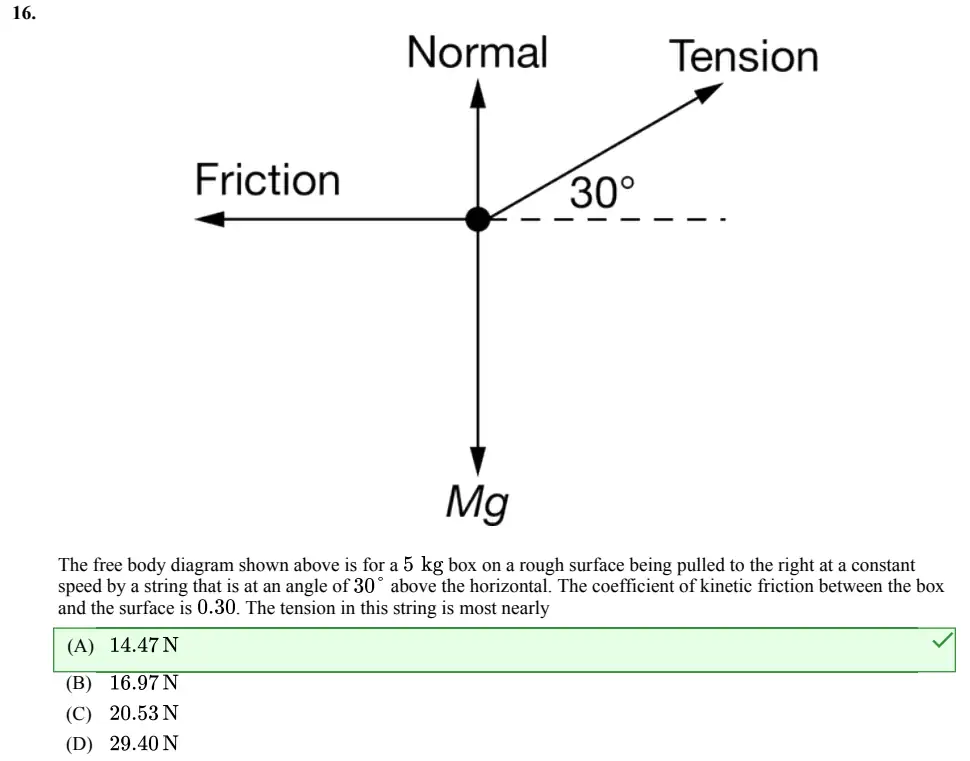 16.
Normal
Tension
Friction
30°
Mg
The free body diagram shown above is for a 5 kg box on a rough surface being pulled to the right at a constant
speed by a string that is at an angle of 30° above the horizontal. The coefficient of kinetic friction between the box
and the surface is 0.30. The tension in this string is most nearly
(A) 14.47 N
(B) 16.97 N
(C) 20.53 N
(D) 29.40 N